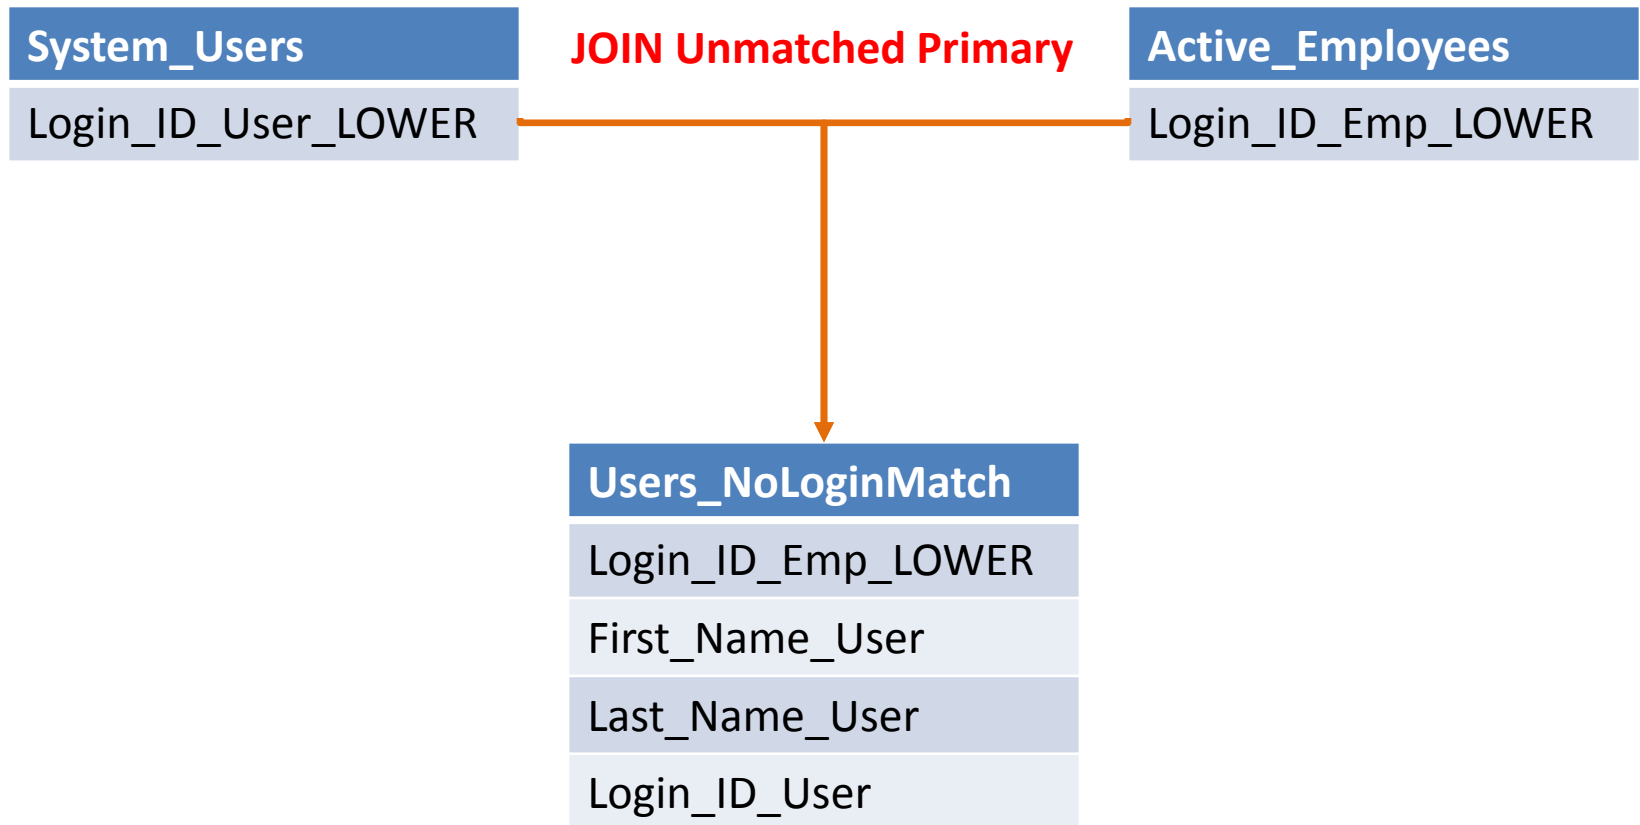 System_Users
JOIN Unmatched Primary
Active_Employees
Login_ID_User_LOWER
Login_ID_Emp_LOWER
Users_NoLoginMatch
Login_ID_Emp_LOWER
First_Name_User
Last_Name_User
Login_ID_User